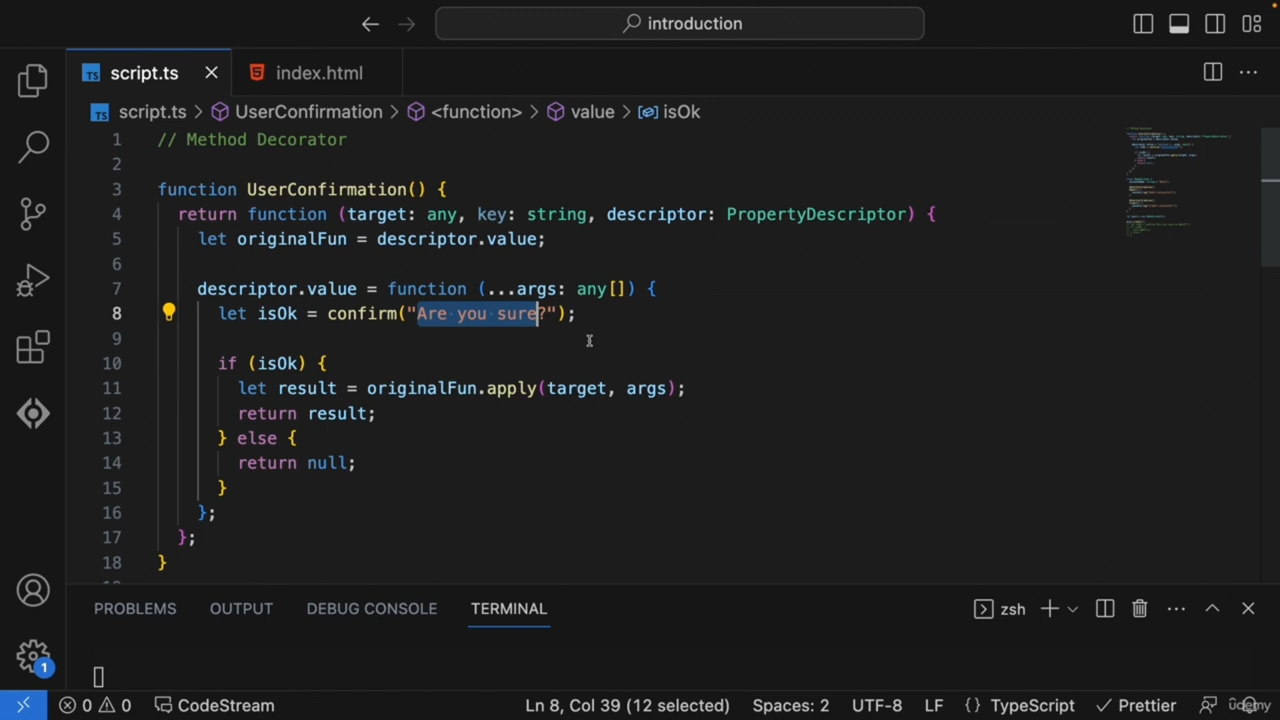 introduction
script.ts
index.html
script.ts > UserConfirmation > <function> > value > isOk
1 // Method Decorator
2
3 function UserConfirmation() {
4 return function (target: any, key: string, descriptor: PropertyDescriptor) {
5 let originalFun = descriptor.value;
6
7 descriptor.value = function (...args: any[]) {
8 let isOk = confirm("Are you sure?");
9
10 if (isOk) {
11 let result = originalFun.apply(target, args);
12 return result;
13 } else {
14 return null;
15 }
16 };
17 };
18 }
PROBLEMS OUTPUT DEBUG CONSOLE TERMINAL zsh
1
0 0 CodeStream Ln 8, Col 39 (12 selected) Spaces: 2 UTF-8 LF {} TypeScript Prettier
udemy